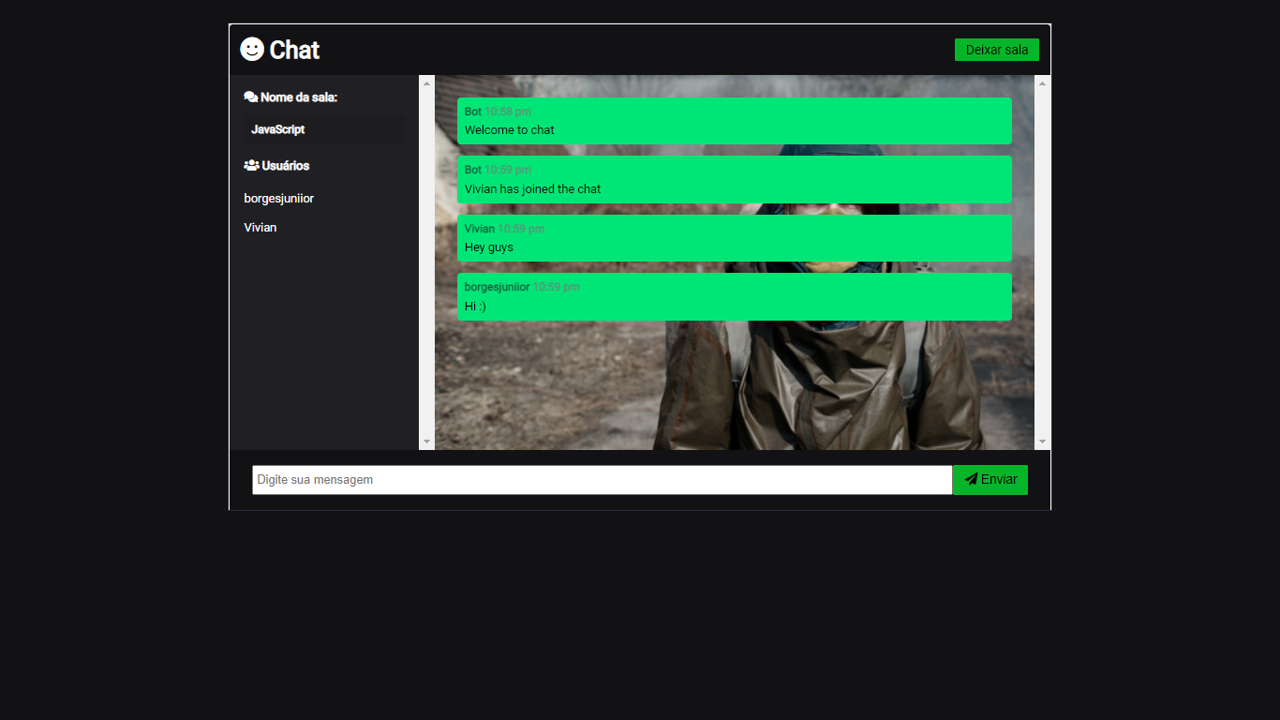 Chat
Deixar sala
Nome da sala:
JavaScript
Usuários
borgesjuniior
Vivian
Bot 10:58 pm
Welcome to chat
Bot 10:59 pm
Vivian has joined the chat
Vivian 10:59 pm
Hey guys
borgesjuniior 10:59 pm
Hi :)
Digite sua mensagem
Enviar